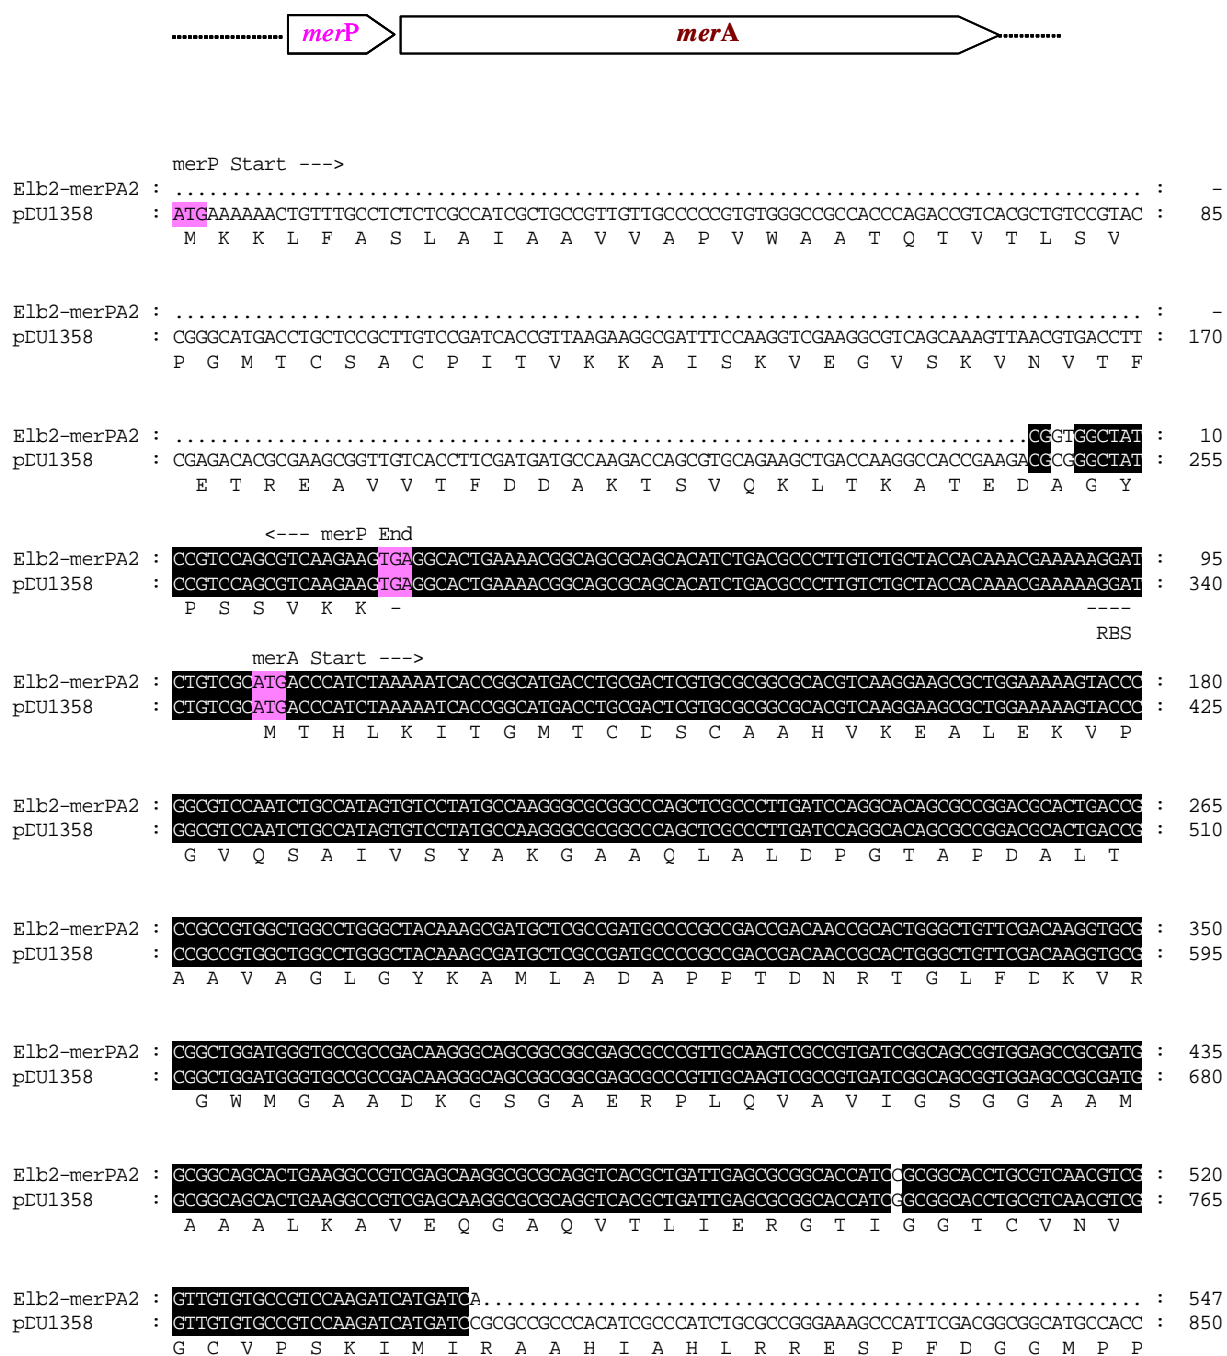 merP merA
merP Start --->
Elb2-merPA2 : ..................................................................................... : -
pDU1358 : ATGAAAAAACTGTTTGCCTCTCTCGCCATCGCTGCCGTTGTTGCCCCCGTGTGGGCCGCCACCCAGACCGTCACGCTGTCCGTAC : 85
M K K L F A S L A I A A V V A P V W A A T Q T V T L S V
Elb2-merPA2 : ..................................................................................... : -
pDU1358 : CGGGCATGACCTGCTCCGCTTGTCCGATCACCGTTAAGAAGGCGATTTCCAAGGTCGAAGGCGTCAGCAAAGTTAACGTGACCTT : 170
P G M T C S A C P I T V K K A I S K V E G V S K V N V T F
Elb2-merPA2 : ...........................................................................CGGTGGCTAT : 10
pDU1358 : CGAGACACGCGAAGCGGTTGTCACCTTCGATGATGCCAAGACCAGCGTGCAGAAGCTGACCAAGGCCACCGAAGACGCGGGCTAT : 255
E T R E A V V T F D D A K T S V Q K L T K A T E D A G Y
<--- merP End
Elb2-merPA2 : CCGTCCAGCGTCAAGAAGTGAGGCACTGAAAACGGCAGCGCAGCACATCTGACGCCCTTGTCTGCTACCACAAACGAAAAAGGAT : 95
pDU1358 : CCGTCCAGCGTCAAGAAGTGAGGCACTGAAAACGGCAGCGCAGCACATCTGACGCCCTTGTCTGCTACCACAAACGAAAAAGGAT : 340
P S S V K K - ----
RBS
merA Start --->
Elb2-merPA2 : CTGTCGCATGACCCATCTAAAAATCACCGGCATGACCTGCGACTCGTGCGCGGCGCACGTCAAGGAAGCGCTGGAAAAAGTACCC : 180
pDU1358 : CTGTCGCATGACCCATCTAAAAATCACCGGCATGACCTGCGACTCGTGCGCGGCGCACGTCAAGGAAGCGCTGGAAAAAGTACCC : 425
M T H L K I T G M T C D S C A A H V K E A L E K V P
Elb2-merPA2 : GGCGTCCAATCTGCCATAGTGTCCTATGCCAAGGGCGCGGCCCAGCTCGCCCTTGATCCAGGCACAGCGCCGGACGCACTGACCG : 265
pDU1358 : GGCGTCCAATCTGCCATAGTGTCCTATGCCAAGGGCGCGGCCCAGCTCGCCCTTGATCCAGGCACAGCGCCGGACGCACTGACCG : 510
G V Q S A I V S Y A K G A A Q L A L D P G T A P D A L T
Elb2-merPA2 : CCGCCGTGGCTGGCCTGGGCTACAAAGCGATGCTCGCCGATGCCCCGCCGACCGACAACCGCACTGGGCTGTTCGACAAGGTGCG : 350
pDU1358 : CCGCCGTGGCTGGCCTGGGCTACAAAGCGATGCTCGCCGATGCCCCGCCGACCGACAACCGCACTGGGCTGTTCGACAAGGTGCG : 595
A A V A G L G Y K A M L A D A P P T D N R T G L F D K V R
Elb2-merPA2 : CGGCTGGATGGGTGCCGCCGACAAGGGCAGCGGCGGCGAGCGCCCGTTGCAAGTCGCCGTGATCGGCAGCGGTGGAGCCGCGATG : 435
pDU1358 : CGGCTGGATGGGTGCCGCCGACAAGGGCAGCGGCGGCGAGCGCCCGTTGCAAGTCGCCGTGATCGGCAGCGGTGGAGCCGCGATG : 680
G W M G A A D K G S G A E R P L Q V A V I G S G G A A M
Elb2-merPA2 : GCGGCAGCACTGAAGGCCGTCGAGCAAGGCGCGCAGGTCACGCTGATTGAGCGCGGCACCATCCGCGGCACCTGCGTCAACGTCG : 520
pDU1358 : GCGGCAGCACTGAAGGCCGTCGAGCAAGGCGCGCAGGTCACGCTGATTGAGCGCGGCACCATCGGCGGCACCTGCGTCAACGTCG : 765
A A A L K A V E Q G A Q V T L I E R G T I G G T C V N V
Elb2-merPA2 : GTTGTGTGCCGTCCAAGATCATGATCA.......................................................... : 547
pDU1358 : GTTGTGTGCCGTCCAAGATCATGATCCGCGCCGCCCACATCGCCCATCTGCGCCGGGAAAGCCCATTCGACGGCGGCATGCCACC : 850
G C V P S K I M I R A A H I A H L R R E S P F D G G M P P